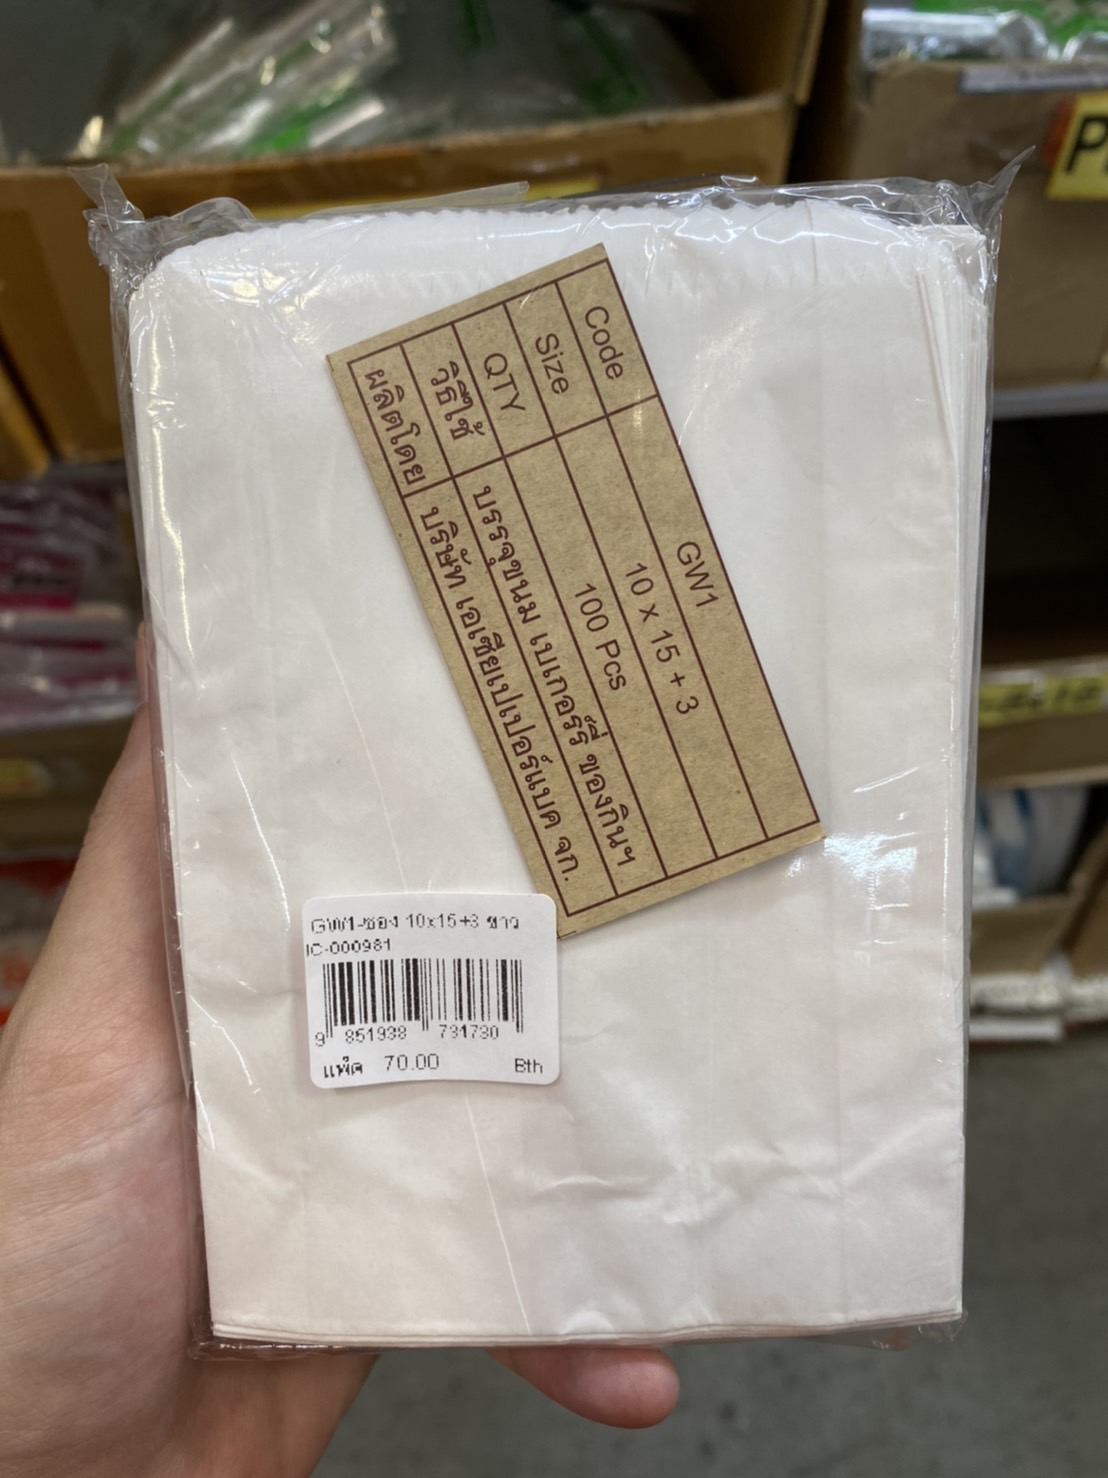 Code GW1
Size 10 x 15 + 3
QTY 100 Pcs
วิธีใช้ บรรจุขนม เบเกอร์รี่ ของกินฯ
ผลิตโดย บริษัท เอเซียเปเปอร์แบค จก.
GW1-ซอง 10x15+3 ขาว
IC-000981
9 851938 731730
แพ็ค 70.00 Bth
P